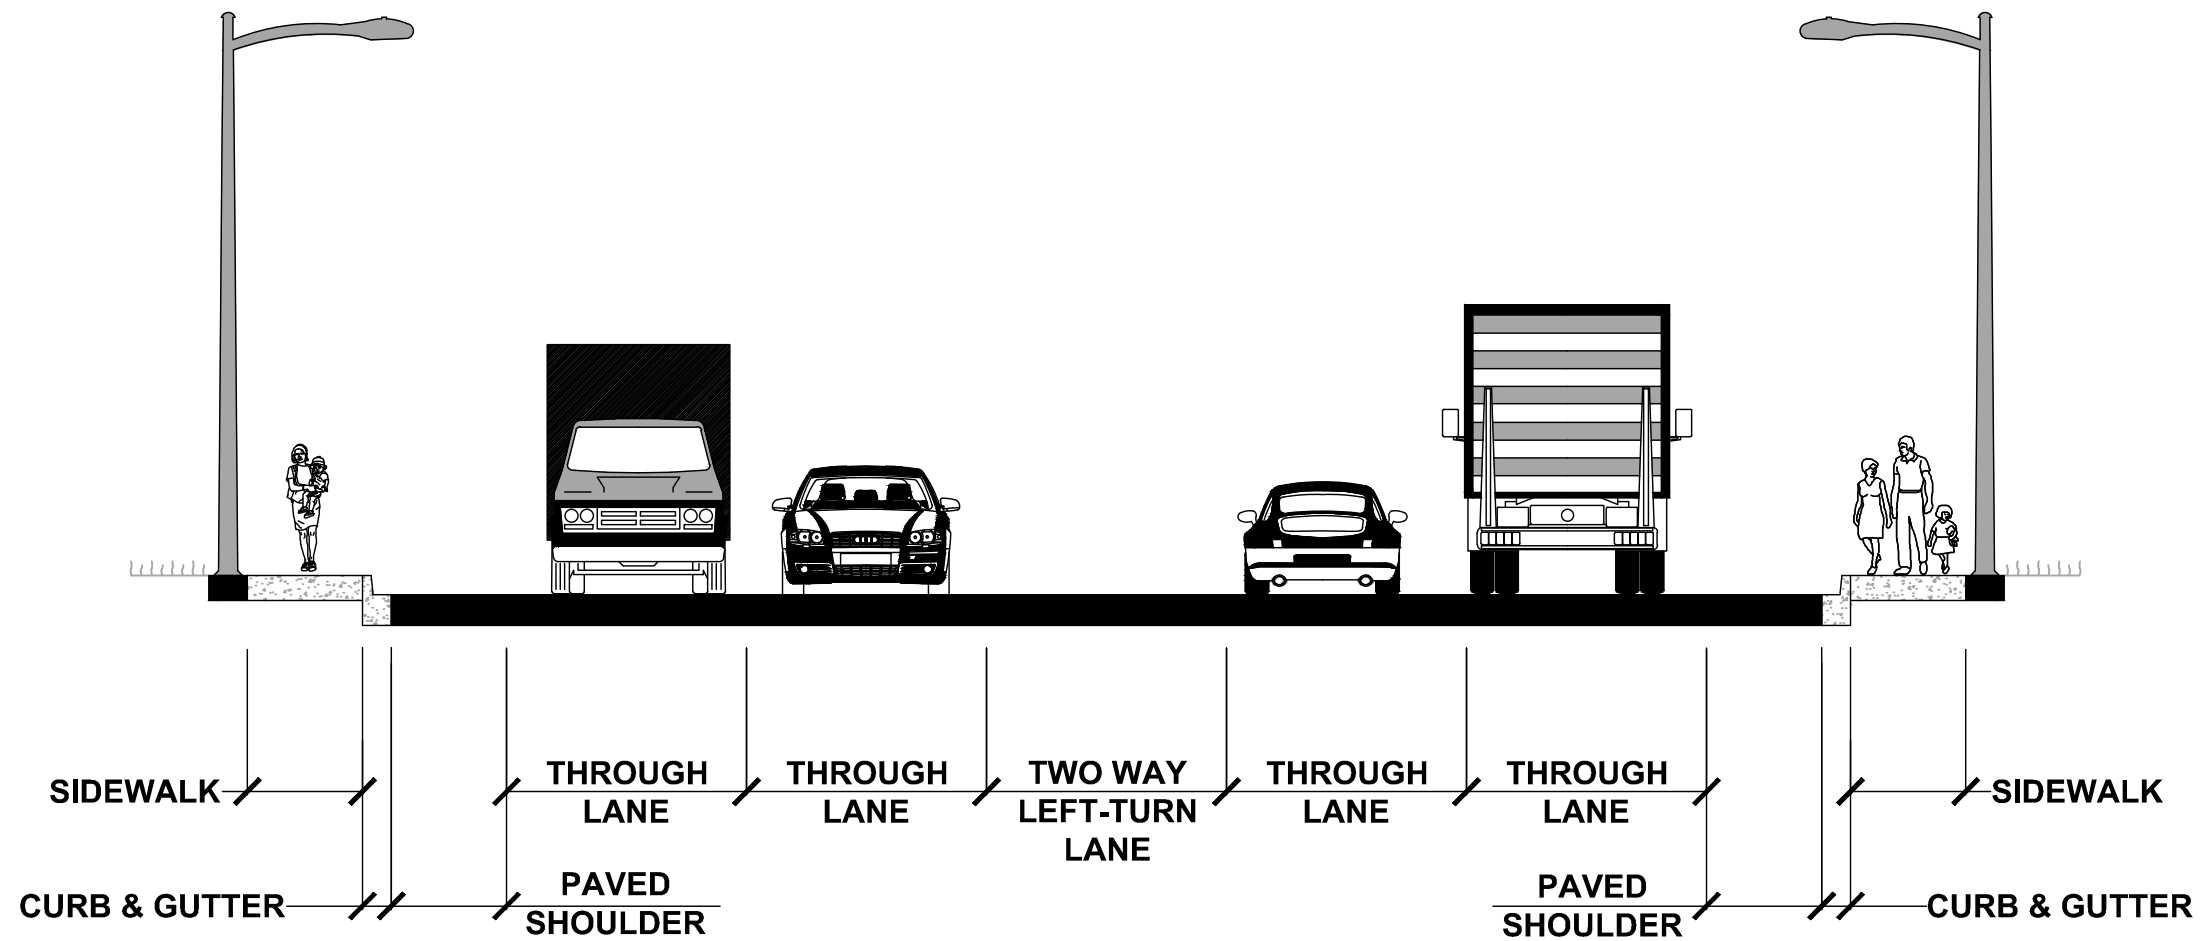 SIDEWALK
THROUGH
LANE
THROUGH
LANE
TWO WAY
LEFT-TURN
LANE
THROUGH
LANE
THROUGH
LANE
SIDEWALK
CURB & GUTTER
PAVED
SHOULDER
PAVED
SHOULDER
CURB & GUTTER